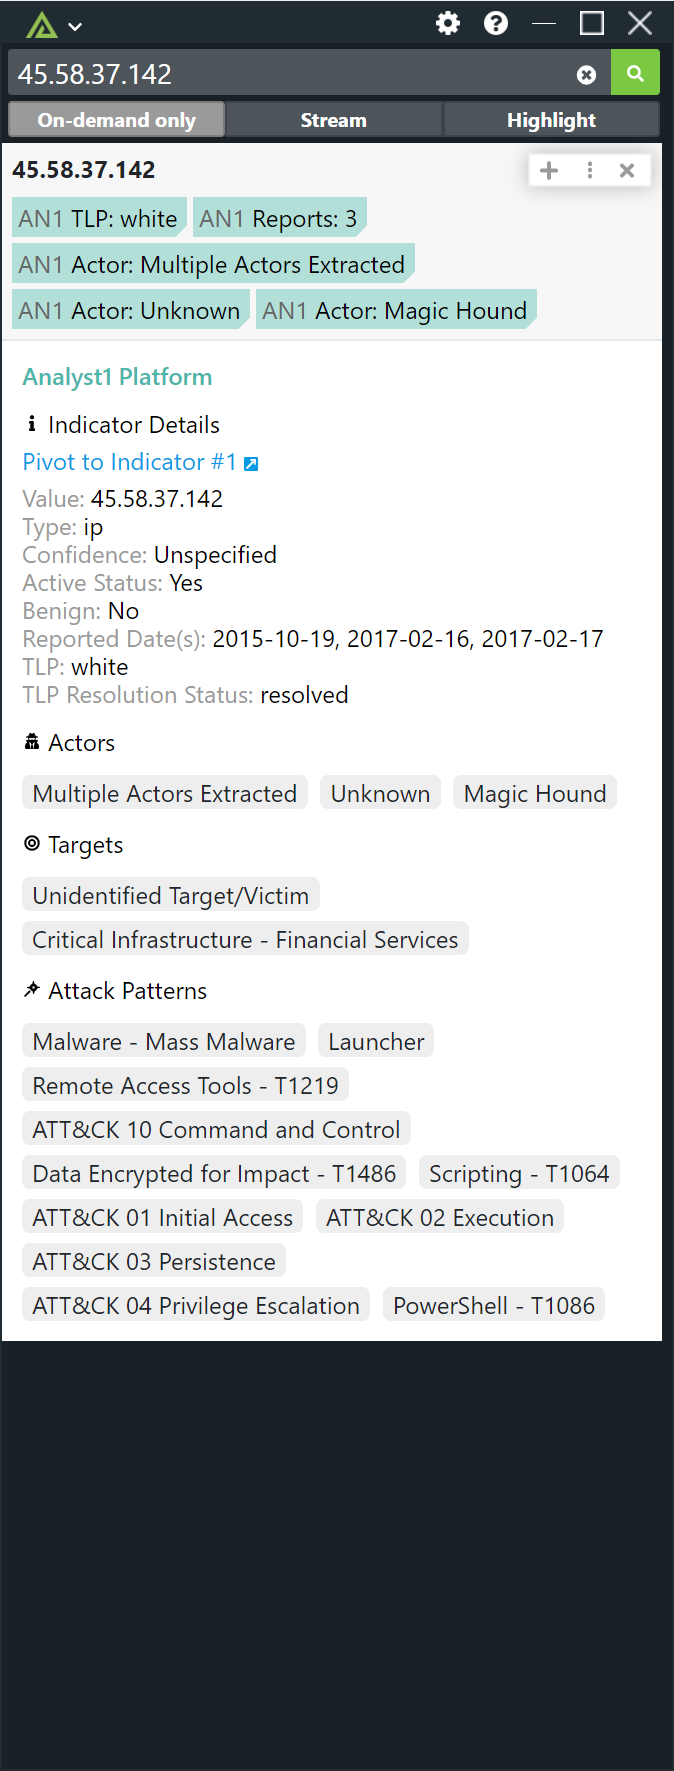 45.58.37.142
On-demand only Stream Highlight
45.58.37.142
AN1 TLP: white AN1 Reports: 3
AN1 Actor: Multiple Actors Extracted
AN1 Actor: Unknown AN1 Actor: Magic Hound
Analyst1 Platform
Indicator Details
Pivot to Indicator #1
Value: 45.58.37.142
Type: ip
Confidence: Unspecified
Active Status: Yes
Benign: No
Reported Date(s): 2015-10-19, 2017-02-16, 2017-02-17
TLP: white
TLP Resolution Status: resolved
Actors
Multiple Actors Extracted Unknown Magic Hound
Targets
Unidentified Target/Victim
Critical Infrastructure - Financial Services
Attack Patterns
Malware - Mass Malware Launcher
Remote Access Tools - T1219
ATT&CK 10 Command and Control
Data Encrypted for Impact - T1486 Scripting - T1064
ATT&CK 01 Initial Access ATT&CK 02 Execution
ATT&CK 03 Persistence
ATT&CK 04 Privilege Escalation PowerShell - T1086